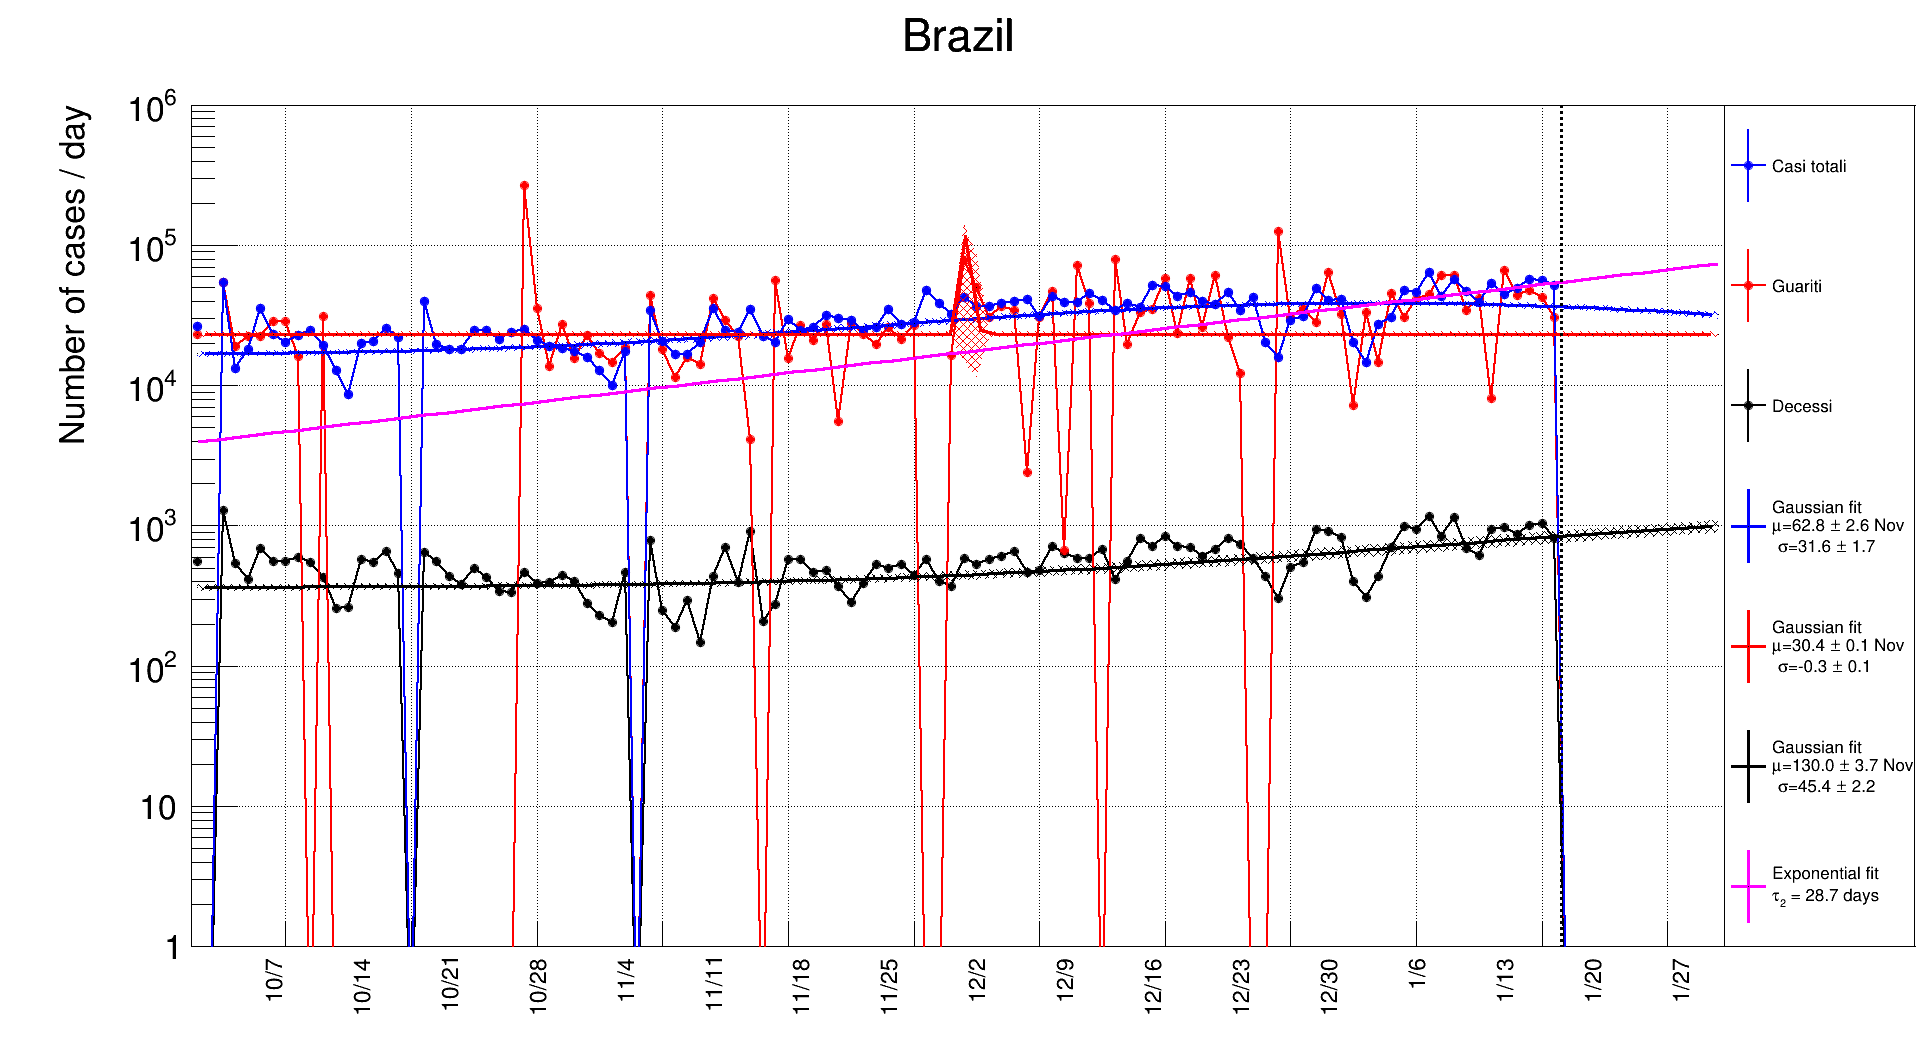 Brazil
Number of cases / day
10^6
10^5
10^4
10^3
10^2
10
1
10/7
10/14
10/21
10/28
11/4
11/11
11/18
11/25
12/2
12/9
12/16
12/23
12/30
1/6
1/13
1/20
1/27
Casi totali
Guariti
Decessi
Gaussian fit
μ=62.8 ± 2.6 Nov
σ=31.6 ± 1.7
Gaussian fit
μ=30.4 ± 0.1 Nov
σ=-0.3 ± 0.1
Gaussian fit
μ=130.0 ± 3.7 Nov
σ=45.4 ± 2.2
Exponential fit
τ₂ = 28.7 days